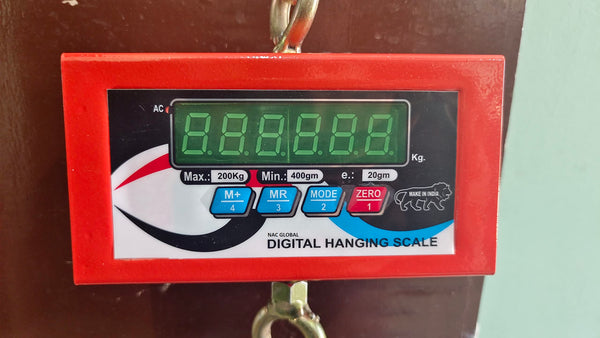 AC
888888
Kg.
Max.: 200Kg Min.: 400gm e.: 20gm
M+ MR MODE ZERO
4 3 2 1
MAKE IN INDIA
NAC GLOBAL
DIGITAL HANGING SCALE